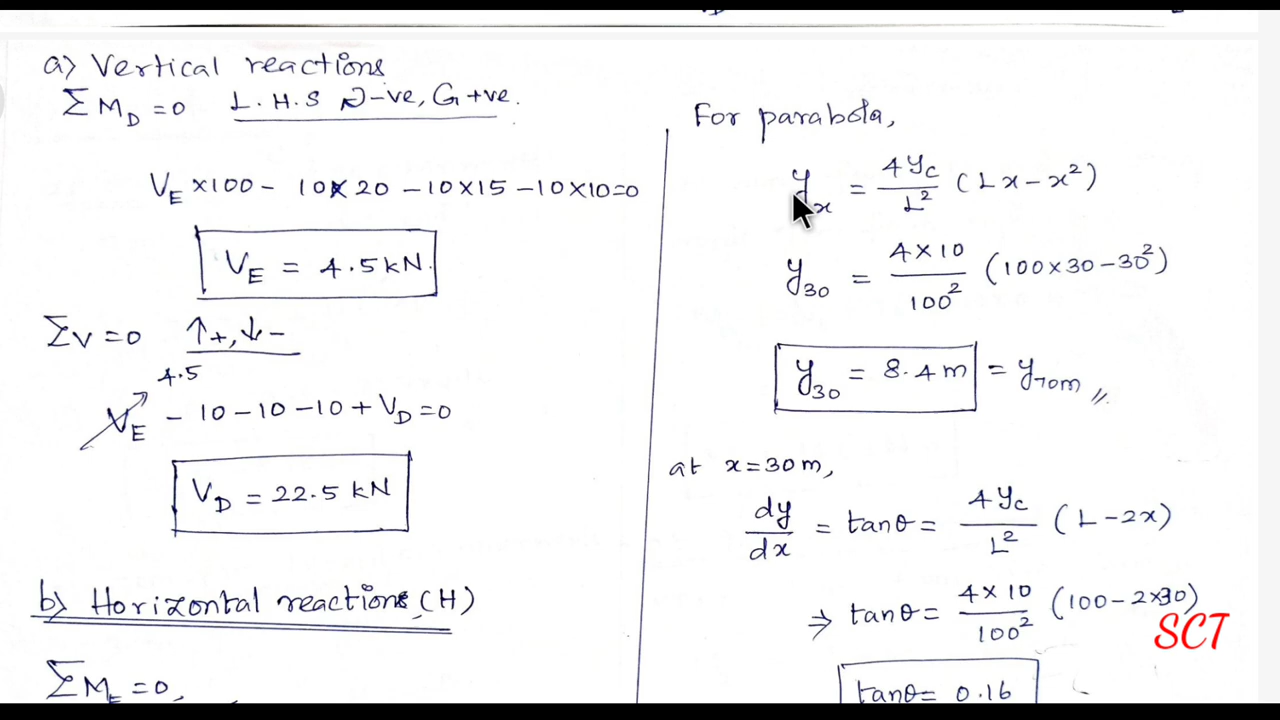 a) Vertical reactions
ΣM_D = 0 L.H.S ↻-ve, ↺+ve.
V_E × 100 - 10×20 - 10×15 - 10×10=0
V_E = 4.5 kN.
ΣV = 0 ↑+, ↓-
4.5
V_E - 10 - 10 - 10 + V_D = 0
V_D = 22.5 kN
b) Horizontal reactions (H)
ΣM_E = 0,
For parabola,
y_x = 4y_c/L² (Lx - x²)
y_30 = 4×10/100² (100×30 - 30²)
y_30 = 8.4 m = y_70m //
at x = 30 m,
dy/dx = tanθ = 4y_c/L² (L - 2x)
⇒ tanθ = 4×10/100² (100 - 2×30)
SCT
tanθ = 0.16